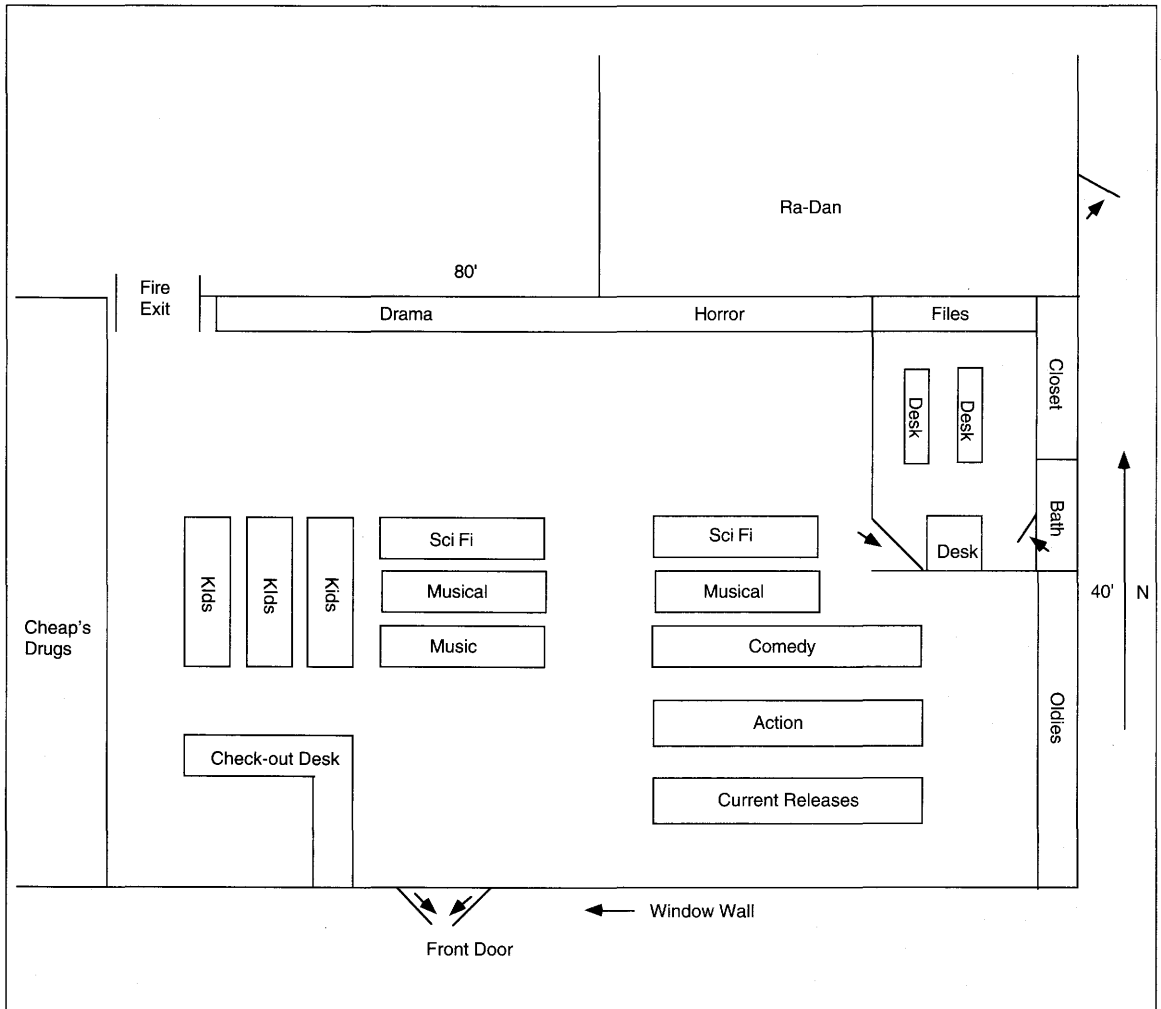 Ra-Dan
80'
Fire
Exit
Drama
Horror
Files
Closet
Desk
Desk
Bath
Desk
Sci Fi
Sci Fi
KIds
KIds
Kids
Musical
Musical
40'
N
Cheap's
Drugs
Music
Comedy
Oldies
Action
Check-out Desk
Current Releases
Window Wall
Front Door